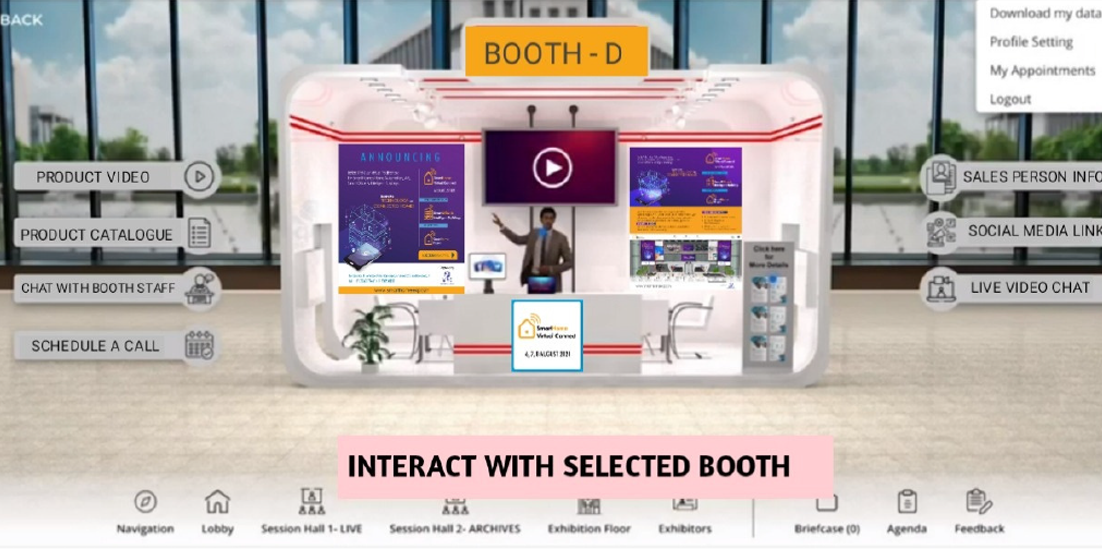 BACK
Download my data
Profile Setting
My Appointments
Logout
BOOTH - D
PRODUCT VIDEO
PRODUCT CATALOGUE
CHAT WITH BOOTH STAFF
SCHEDULE A CALL
ANNOUNCING
SALES PERSON INFO
SOCIAL MEDIA LINK
LIVE VIDEO CHAT
Click here
for
More Details
SmartHome
Virtual Connect
6, 7, 8 AUGUST 2021
INTERACT WITH SELECTED BOOTH
Navigation
Lobby
Session Hall 1- LIVE
Session Hall 2- ARCHIVES
Exhibition Floor
Exhibitors
Briefcase (0)
Agenda
Feedback